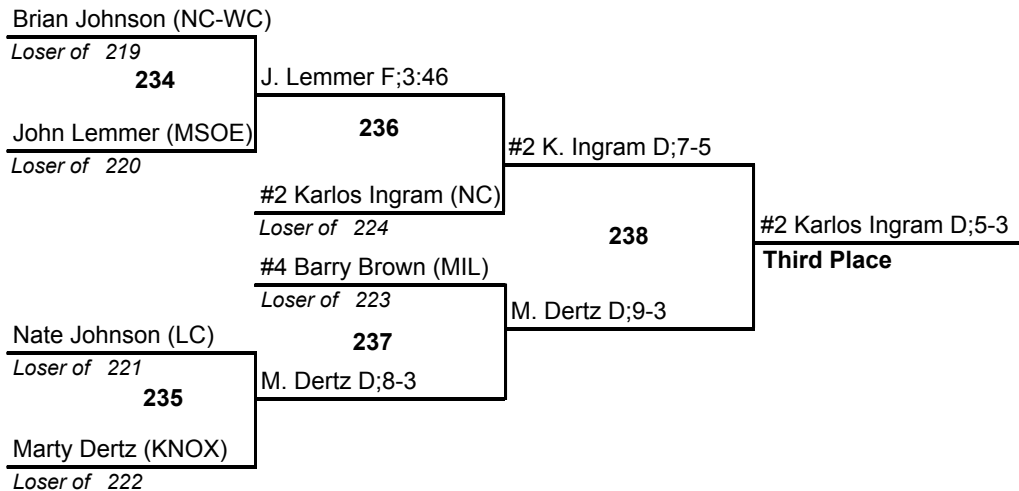 Brian Johnson (NC-WC)
Loser of 219
234
J. Lemmer F;3:46
John Lemmer (MSOE)
Loser of 220
236
#2 K. Ingram D;7-5
#2 Karlos Ingram (NC)
Loser of 224
238
#2 Karlos Ingram D;5-3
Third Place
#4 Barry Brown (MIL)
Loser of 223
M. Dertz D;9-3
Nate Johnson (LC)
Loser of 221
237
235
M. Dertz D;8-3
Marty Dertz (KNOX)
Loser of 222